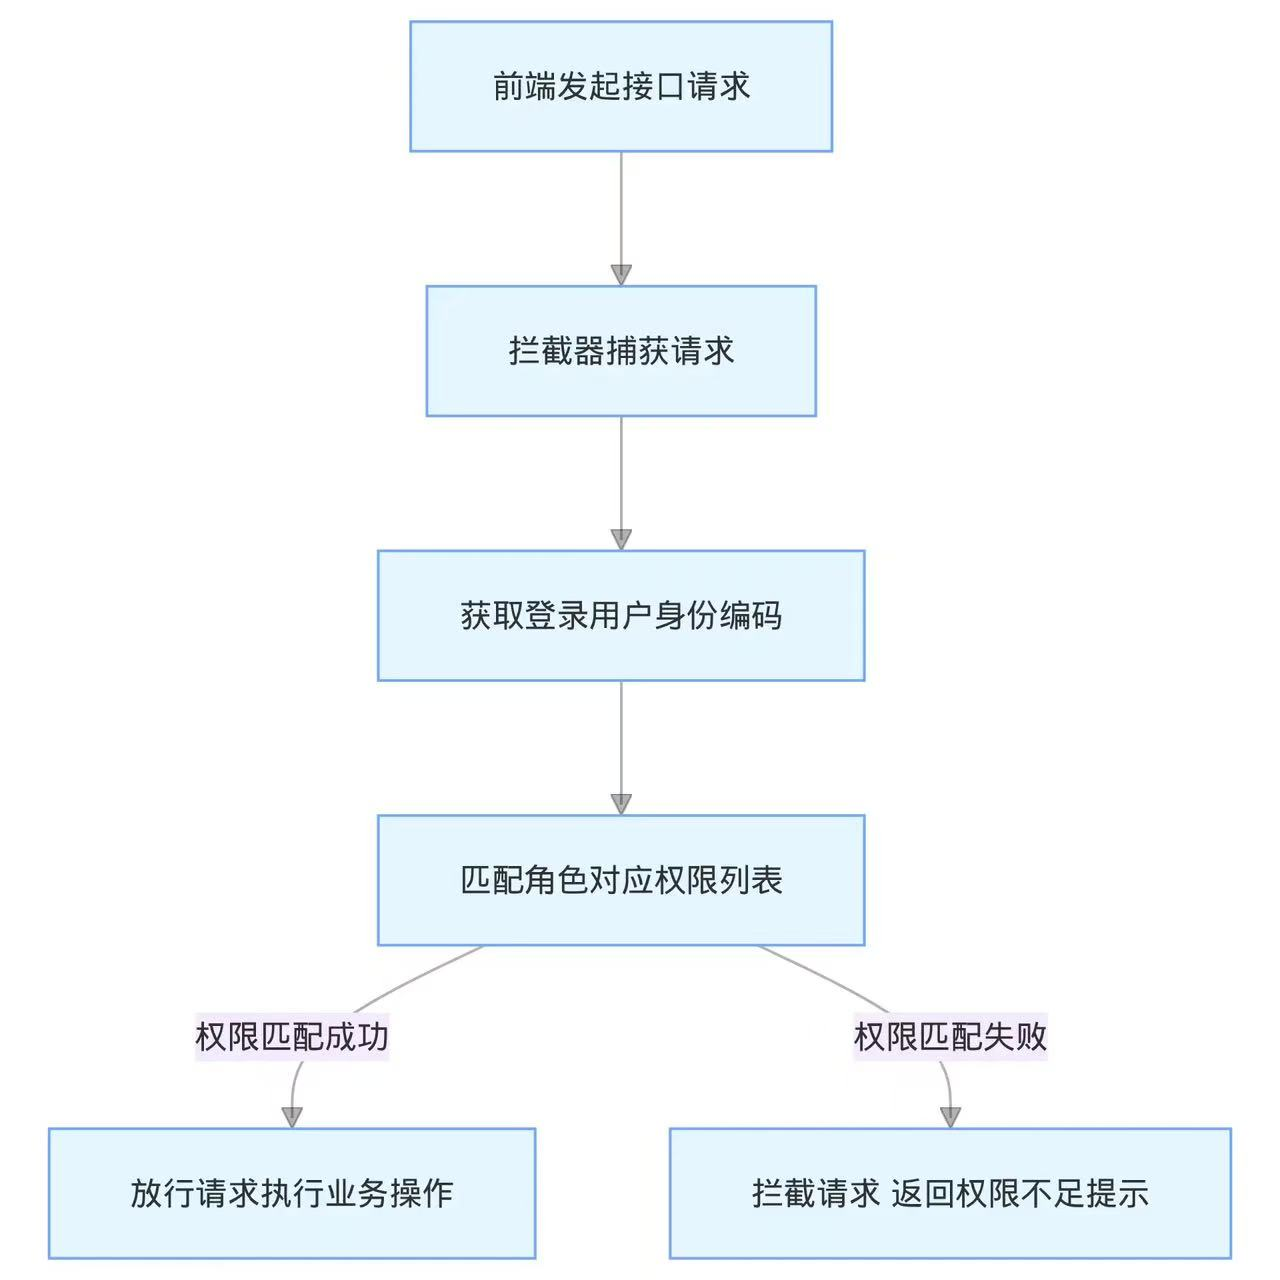 前端发起接口请求
拦截器捕获请求
获取登录用户身份编码
匹配角色对应权限列表
权限匹配成功
权限匹配失败
放行请求执行业务操作
拦截请求 返回权限不足提示